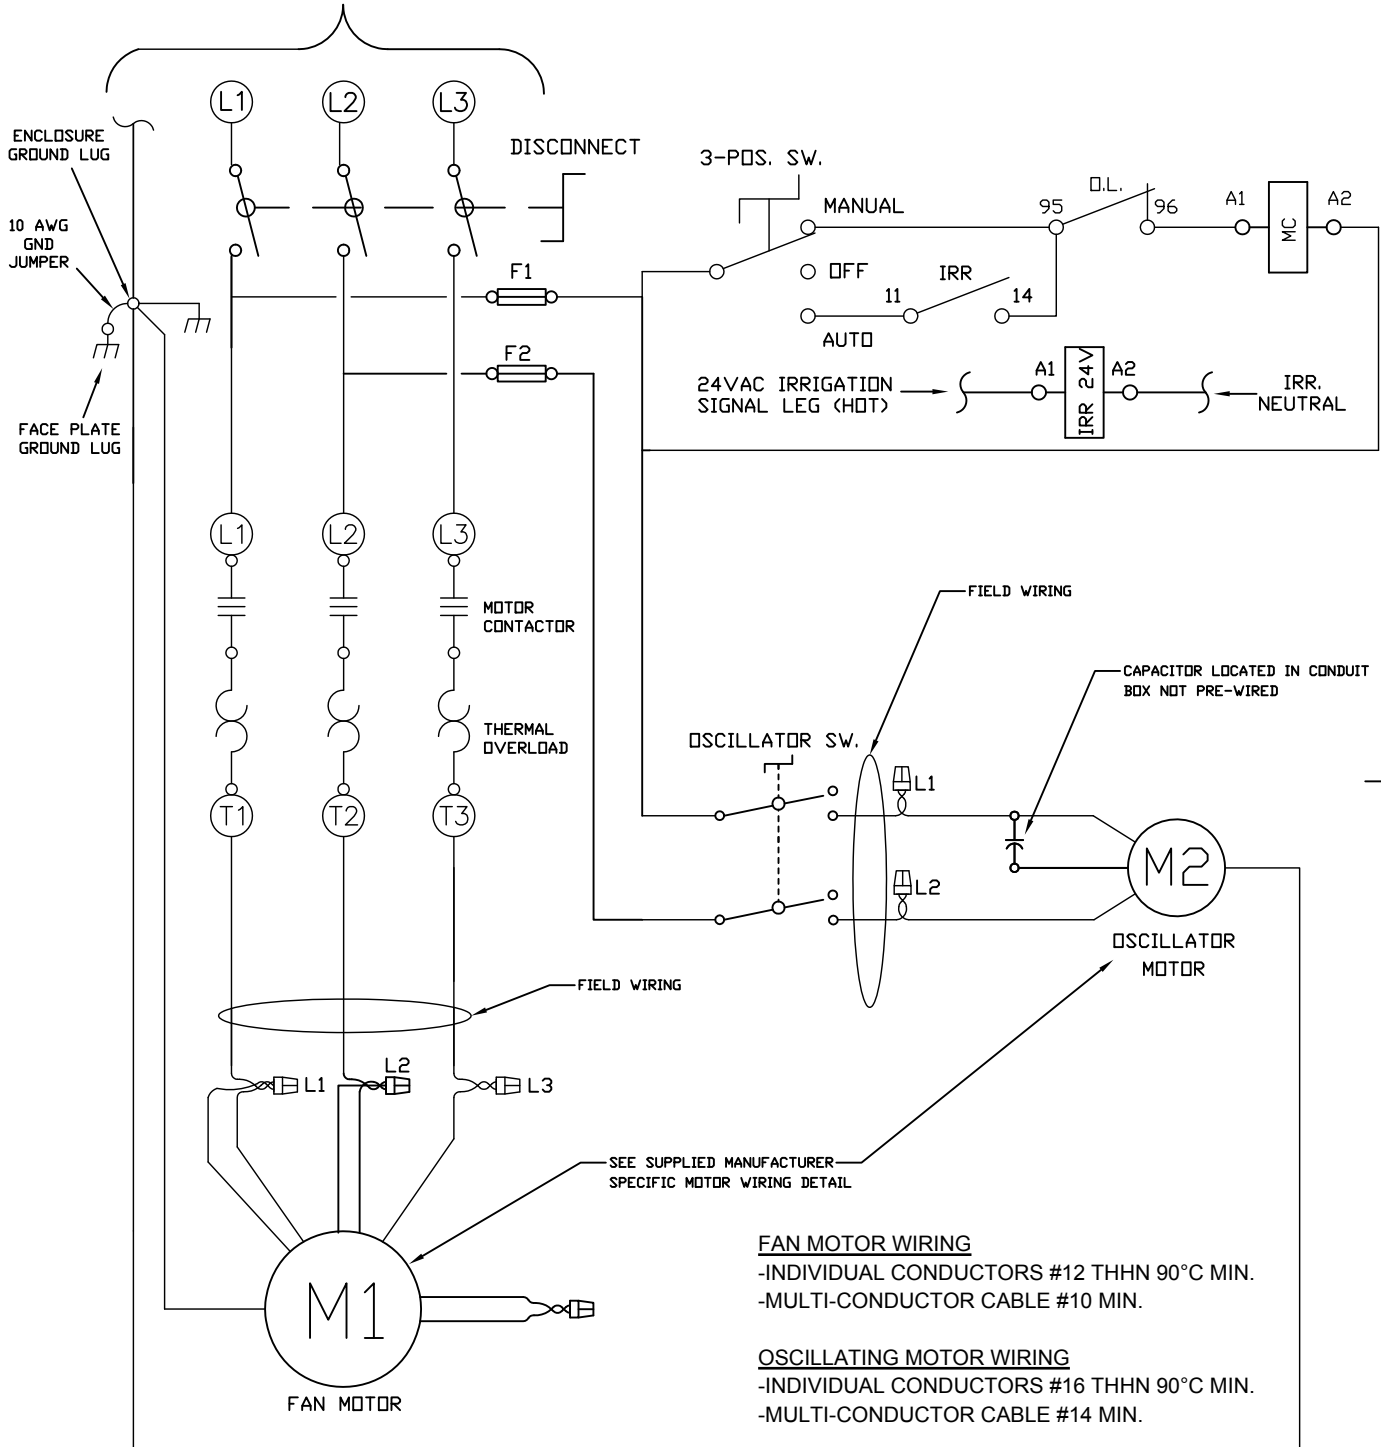 L1
L2
L3
DISCONNECT
ENCLOSURE
GROUND LUG
10 AWG
GND
JUMPER
FACE PLATE
GROUND LUG
F1
F2
3-POS. SW.
MANUAL
OFF
AUTO
IRR
11
14
95
O.L.
96
A1
MC
A2
24VAC IRRIGATION
SIGNAL LEG (HOT)
A1
IRR 24V
A2
IRR.
NEUTRAL
L1
L2
L3
MOTOR
CONTACTOR
THERMAL
OVERLOAD
T1
T2
T3
FIELD WIRING
CAPACITOR LOCATED IN CONDUIT
BOX NOT PRE-WIRED
OSCILLATOR SW.
L1
L2
M2
OSCILLATOR
MOTOR
FIELD WIRING
L1
L2
L3
SEE SUPPLIED MANUFACTURER
SPECIFIC MOTOR WIRING DETAIL
M1
FAN MOTOR
FAN MOTOR WIRING
-INDIVIDUAL CONDUCTORS #12 THHN 90°C MIN.
-MULTI-CONDUCTOR CABLE #10 MIN.
OSCILLATING MOTOR WIRING
-INDIVIDUAL CONDUCTORS #16 THHN 90°C MIN.
-MULTI-CONDUCTOR CABLE #14 MIN.